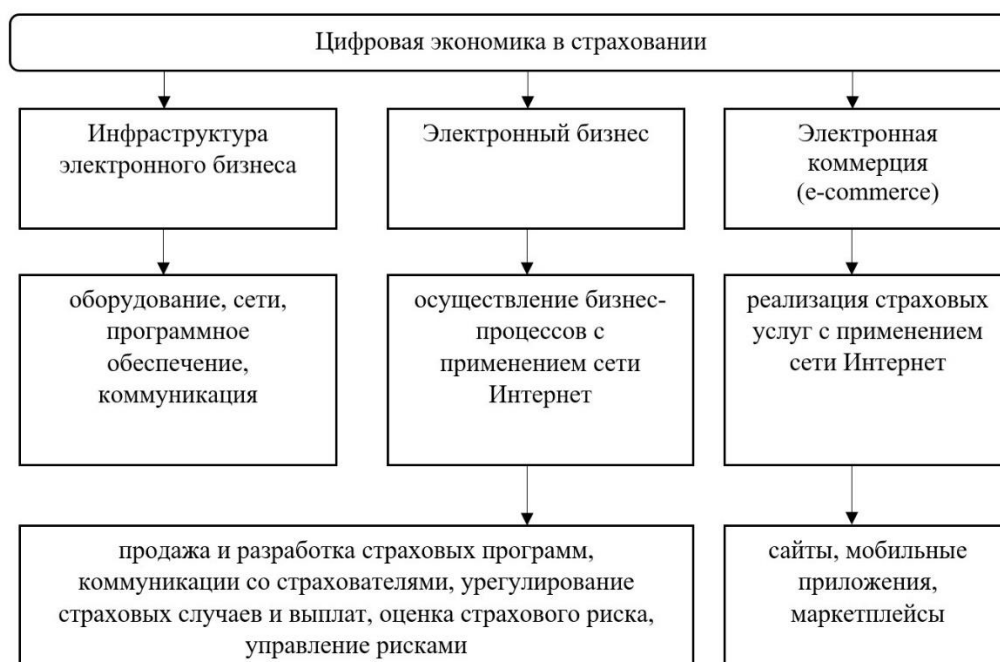 Цифровая экономика в страховании
Инфраструктура
электронного бизнеса
Электронный бизнес
Электронная
коммерция
(e-commerce)
оборудование, сети,
программное
обеспечение,
коммуникация
осуществление бизнес-
процессов с
применением сети
Интернет
реализация страховых
услуг с применением
сети Интернет
продажа и разработка страховых программ,
коммуникации со страхователями, урегулирование
страховых случаев и выплат, оценка страхового риска,
управление рисками
сайты, мобильные
приложения,
маркетплейсы